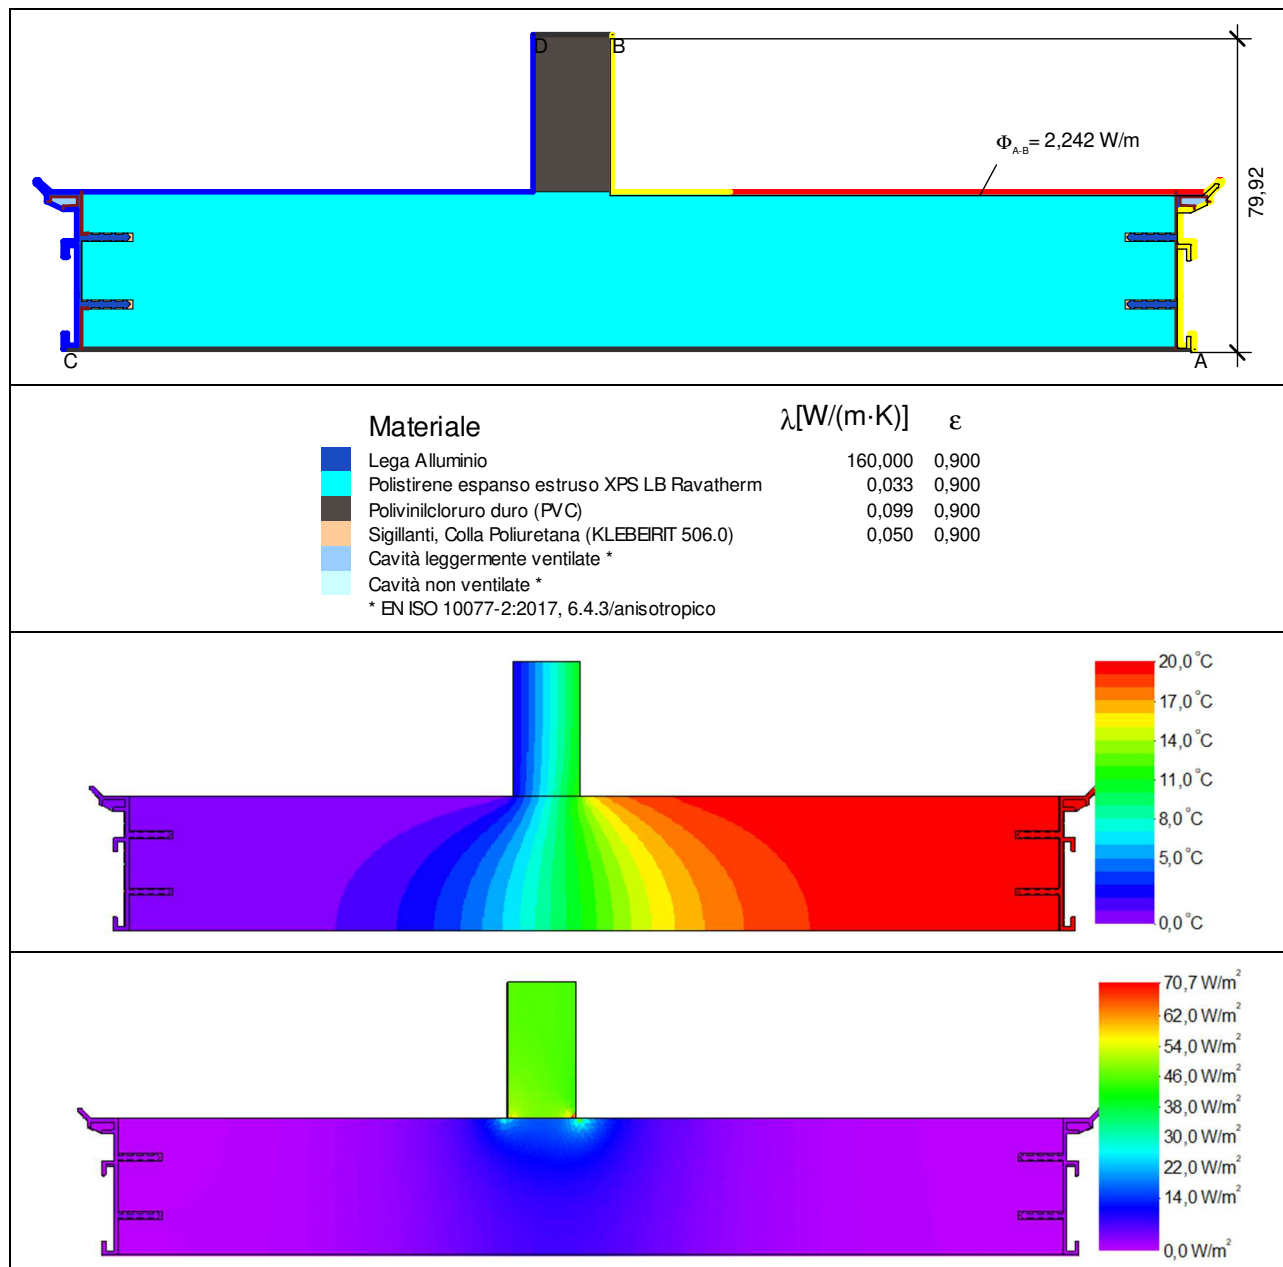 D B
ΦA-B= 2,242 W/m
79,92
C A
Materiale λ[W/(m·K)] ε
Lega Alluminio 160,000 0,900
Polistirene espanso estruso XPS LB Ravatherm 0,033 0,900
Polivinilcloruro duro (PVC) 0,099 0,900
Sigillanti, Colla Poliuretana (KLEBEIRIT 506.0) 0,050 0,900
Cavità leggermente ventilate *
Cavità non ventilate *
* EN ISO 10077-2:2017, 6.4.3/anisotropico
20,0 °C
17,0 °C
14,0 °C
11,0 °C
8,0 °C
5,0 °C
0,0 °C
70,7 W/m²
62,0 W/m²
54,0 W/m²
46,0 W/m²
38,0 W/m²
30,0 W/m²
22,0 W/m²
14,0 W/m²
0,0 W/m²